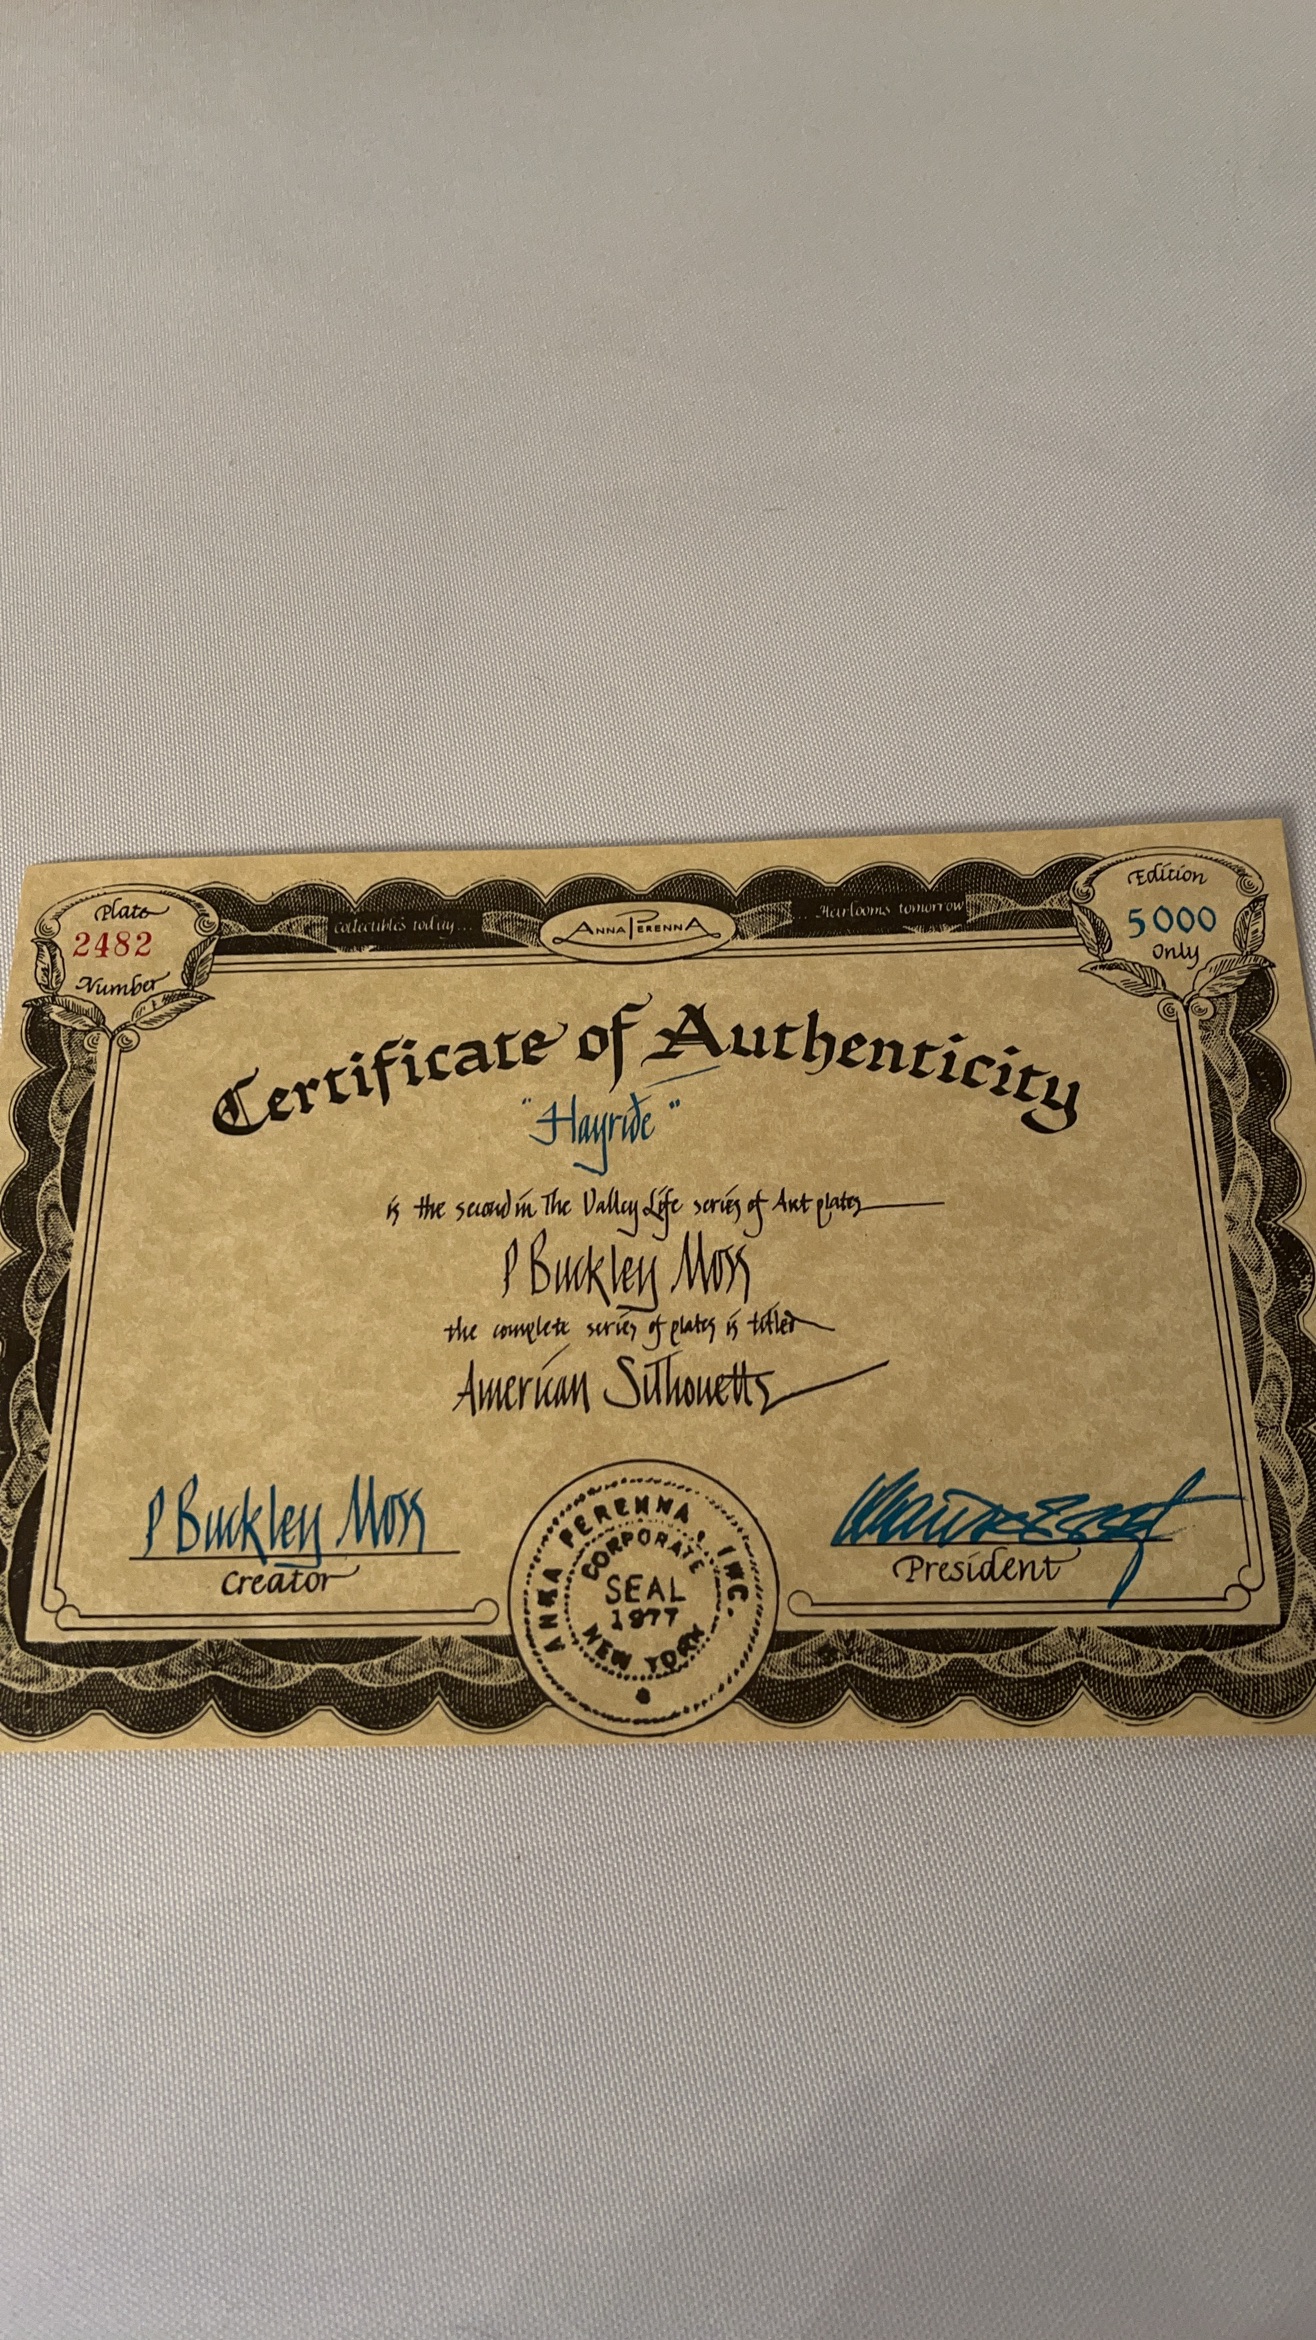 Plate
2482
Number
Collectibles today...
ANNA PERENNA
... Heirlooms tomorrow
Edition
5000
Only
Certificate of Authenticity
"Hayride"
is the second in The Valley Life series of Art plates
P Buckley Moss
the complete series of plates is titled
American Silhouettes
P Buckley Moss
Creator
ANNA PERENNA, INC.
CORPORATE
SEAL
1977
NEW YORK
President